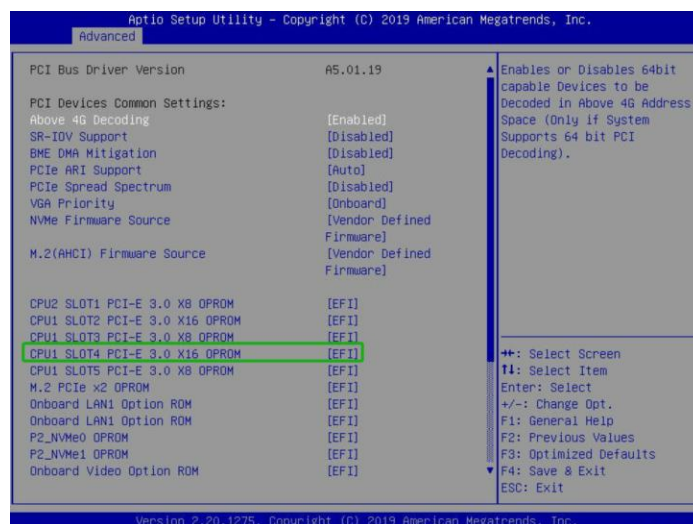 Aptio Setup Utility – Copyright (C) 2019 American Megatrends, Inc.
Advanced
PCI Bus Driver Version A5.01.19
PCI Devices Common Settings:
Above 4G Decoding [Enabled]
SR-IOV Support [Disabled]
BME DMA Mitigation [Disabled]
PCIe ARI Support [Auto]
PCIe Spread Spectrum [Disabled]
VGA Priority [Onboard]
NVMe Firmware Source [Vendor Defined
Firmware]
M.2(AHCI) Firmware Source [Vendor Defined
Firmware]
CPU2 SLOT1 PCI-E 3.0 X8 OPROM [EFI]
CPU1 SLOT2 PCI-E 3.0 X16 OPROM [EFI]
CPU1 SLOT3 PCI-E 3.0 X8 OPROM [EFI]
CPU1 SLOT4 PCI-E 3.0 X16 OPROM [EFI]
CPU1 SLOT5 PCI-E 3.0 X8 OPROM [EFI]
M.2 PCIe x2 OPROM [EFI]
Onboard LAN1 Option ROM [EFI]
Onboard LAN1 Option ROM [EFI]
P2_NVMe0 OPROM [EFI]
P2_NVMe1 OPROM [EFI]
Onboard Video Option ROM [EFI]
Enables or Disables 64bit
capable Devices to be
Decoded in Above 4G Address
Space (Only if System
Supports 64 bit PCI
Decoding).
→←: Select Screen
↑↓: Select Item
Enter: Select
+/-: Change Opt.
F1: General Help
F2: Previous Values
F3: Optimized Defaults
F4: Save & Exit
ESC: Exit
Version 2.20.1275. Copyright (C) 2019 American Megatrends, Inc.